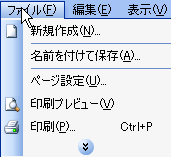 ファイル(F) 編集(E) 表示(V)
新規作成(N)...
名前を付けて保存(A)...
ページ設定(U)...
印刷プレビュー(V)
印刷(P)... Ctrl+P